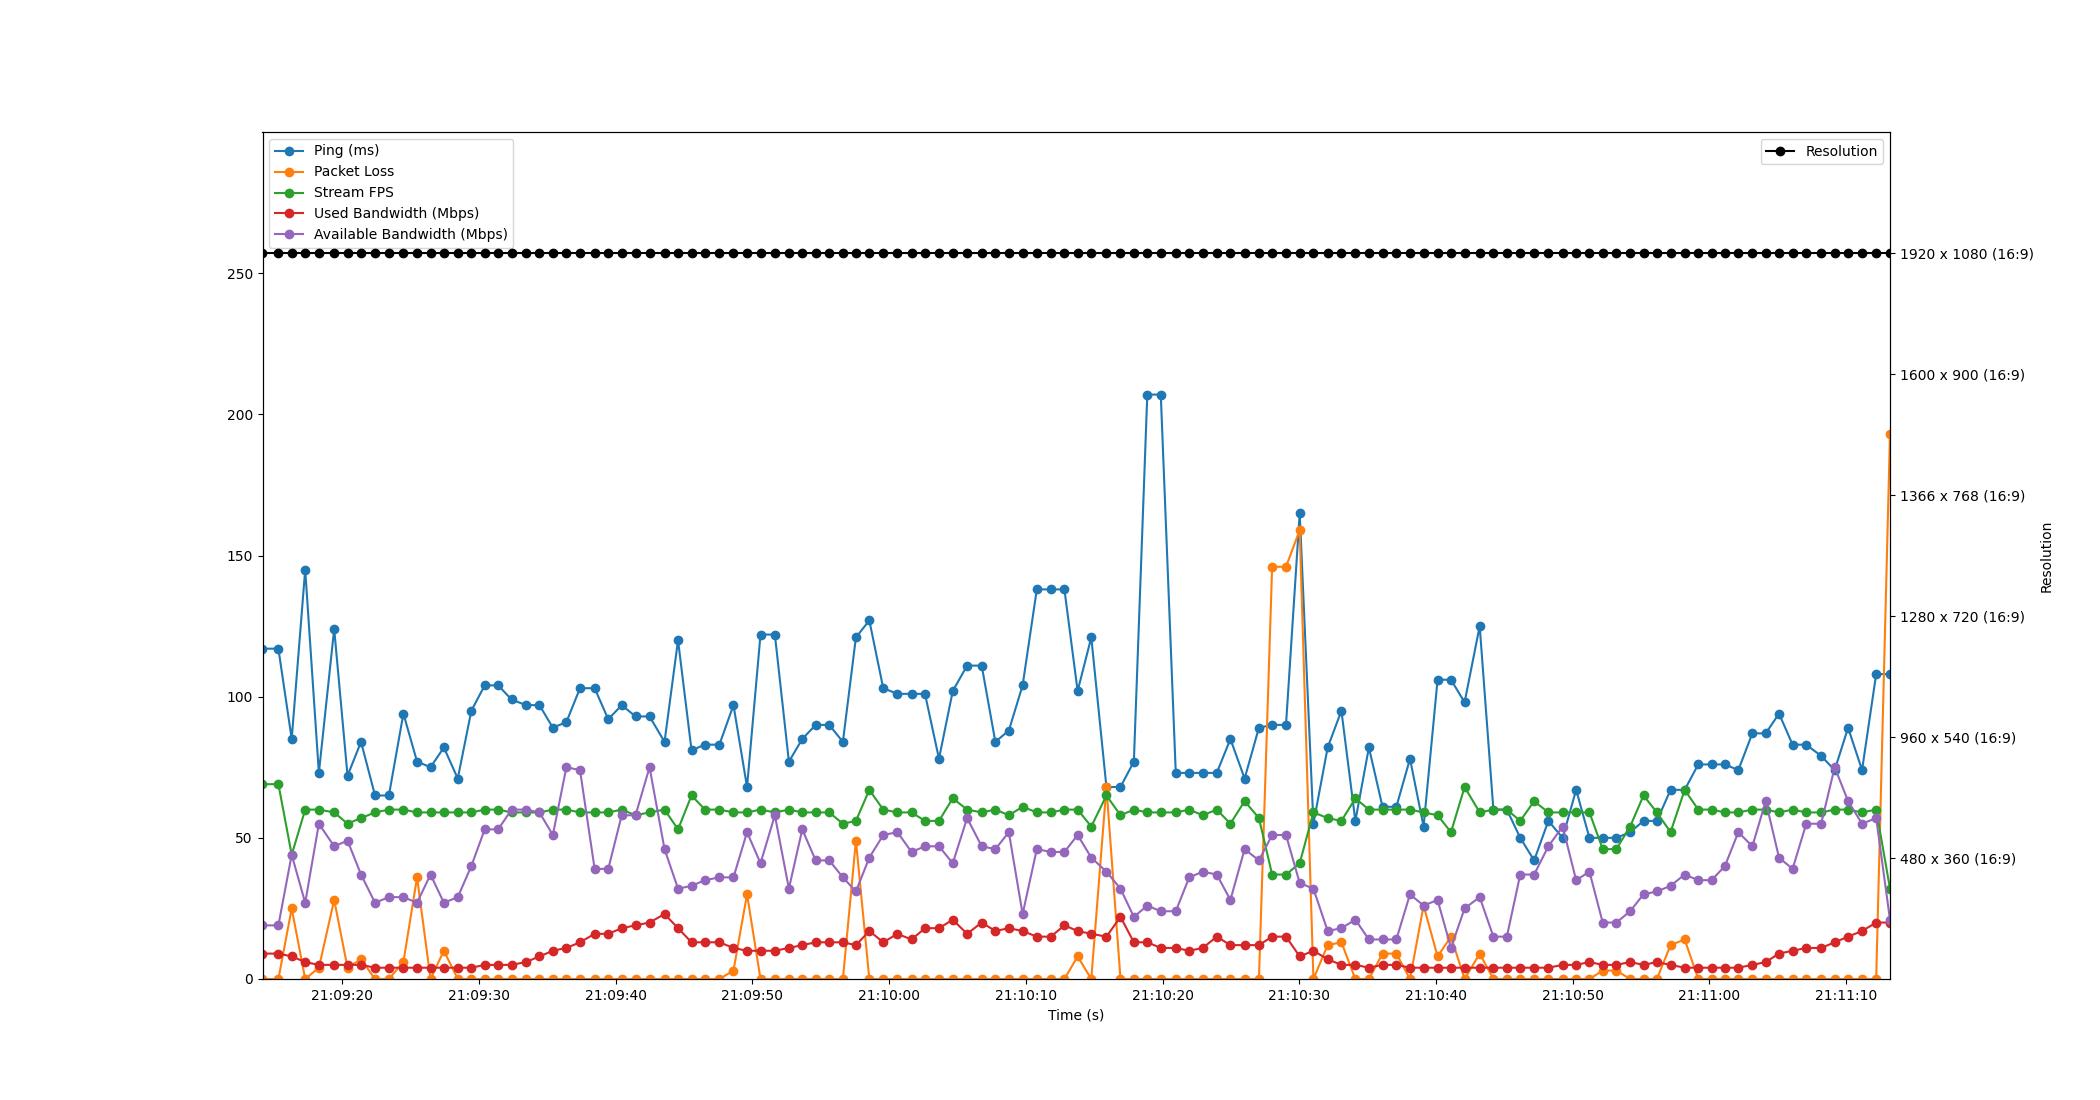 Ping (ms)
Packet Loss
Stream FPS
Used Bandwidth (Mbps)
Available Bandwidth (Mbps)
Resolution
250
200
150
100
50
0
1920 x 1080 (16:9)
1600 x 900 (16:9)
1366 x 768 (16:9)
1280 x 720 (16:9)
960 x 540 (16:9)
480 x 360 (16:9)
Resolution
21:09:20 21:09:30 21:09:40 21:09:50 21:10:00 21:10:10 21:10:20 21:10:30 21:10:40 21:10:50 21:11:00 21:11:10
Time (s)